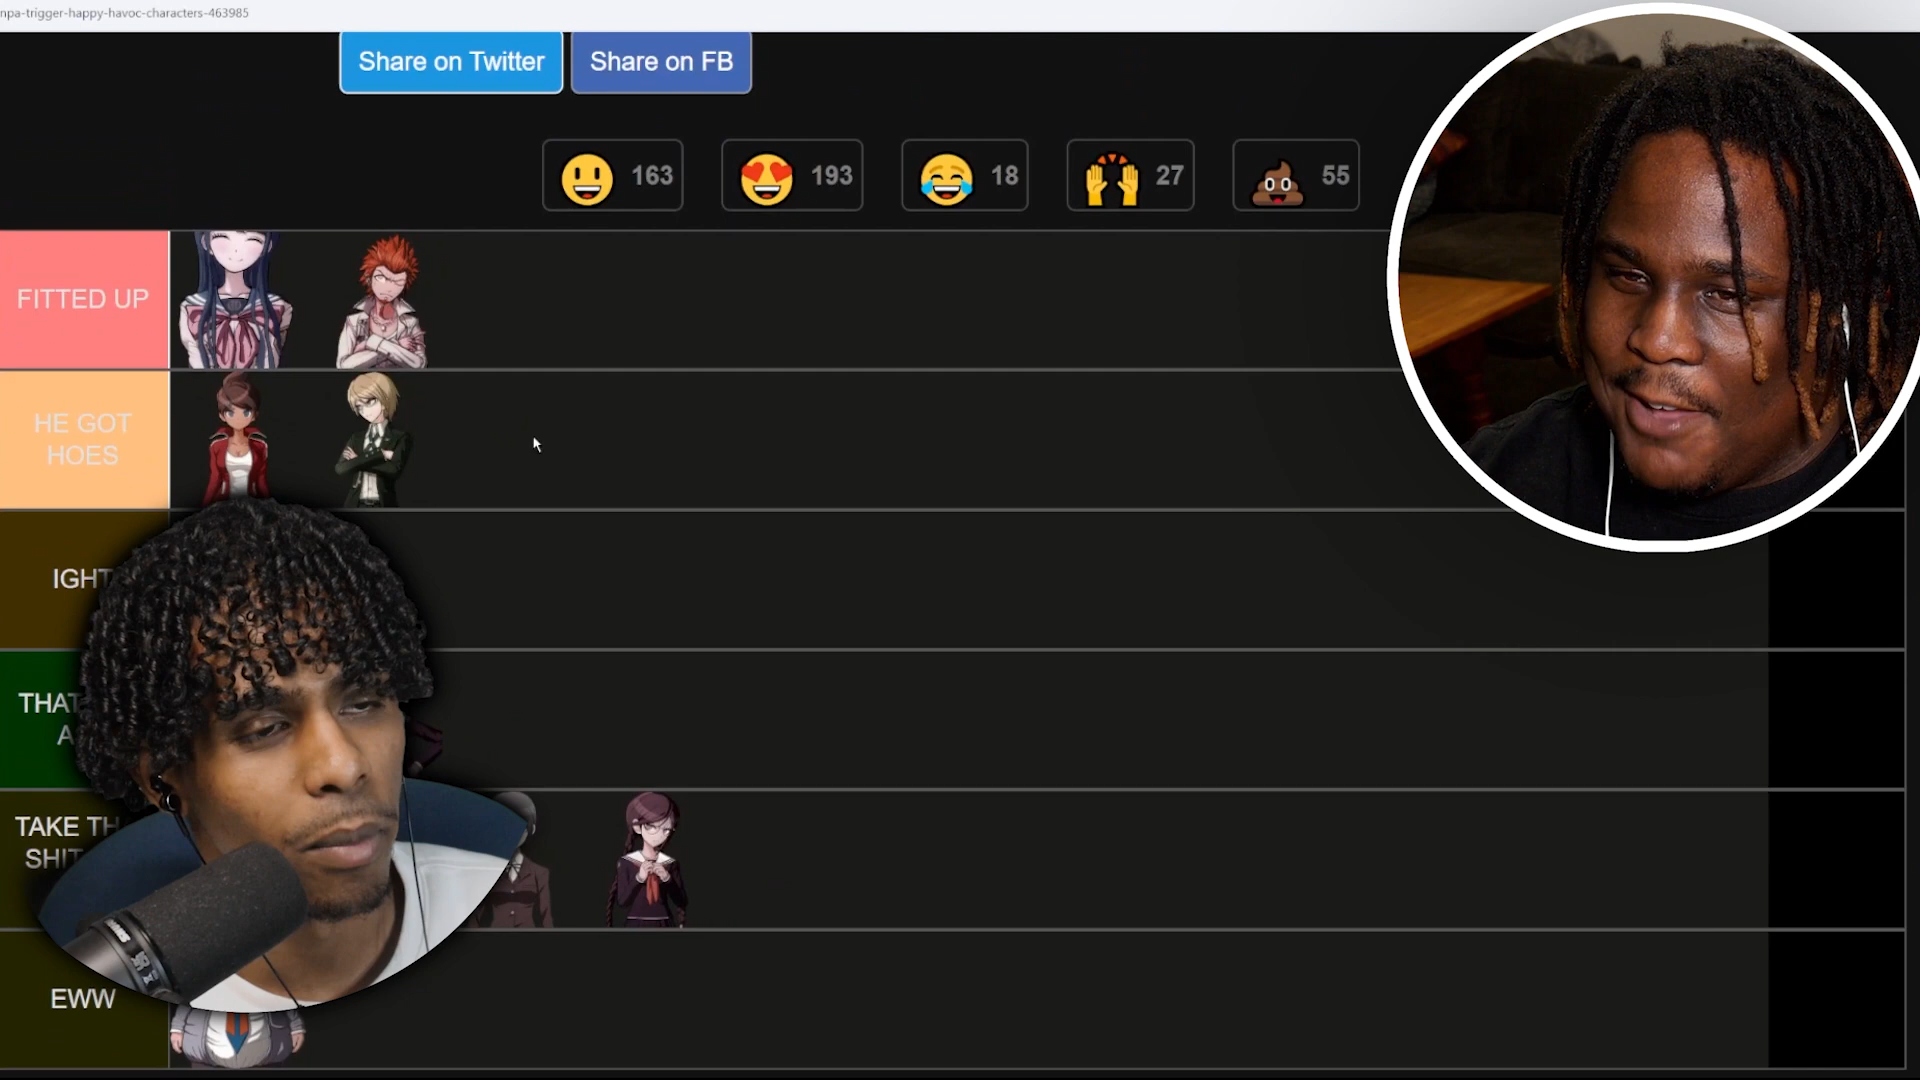 npa-trigger-happy-havoc-characters-463985
Share on Twitter
Share on FB
163
193
18
27
55
FITTED UP
HE GOT
HOES
IGHT
THAT
A
TAKE TH
SHIT
EWW